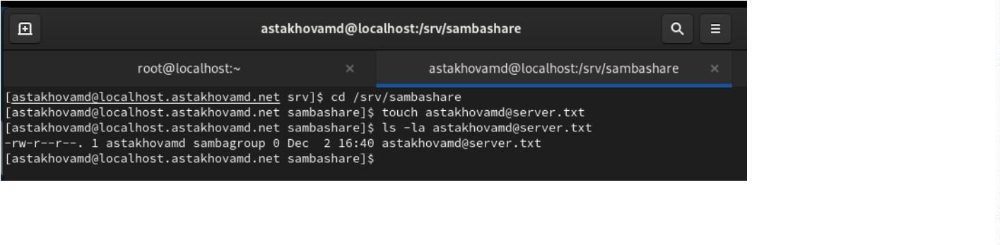 astakhovamd@localhost:/srv/sambashare
root@localhost:~ × astakhovamd@localhost:/srv/sambashare ×
[astakhovamd@localhost.astakhovamd.net srv]$ cd /srv/sambashare
[astakhovamd@localhost.astakhovamd.net sambashare]$ touch astakhovamd@server.txt
[astakhovamd@localhost.astakhovamd.net sambashare]$ ls -la astakhovamd@server.txt
-rw-r--r--. 1 astakhovamd sambagroup 0 Dec  2 16:40 astakhovamd@server.txt
[astakhovamd@localhost.astakhovamd.net sambashare]$